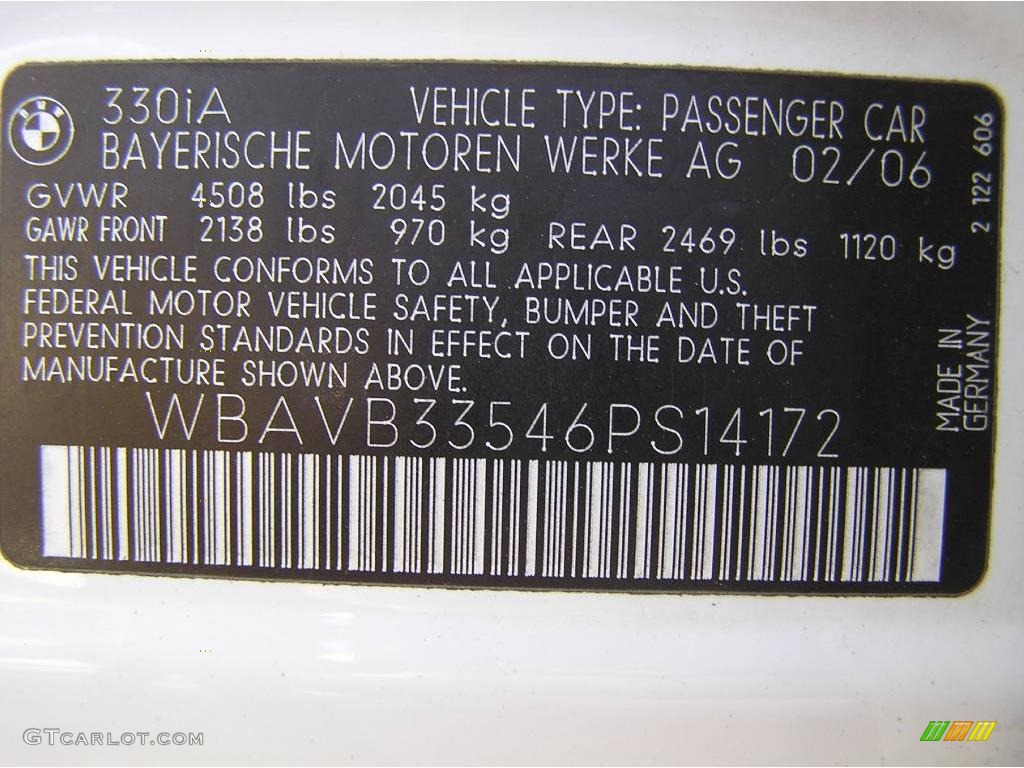 330iA VEHICLE TYPE: PASSENGER CAR
BAYERISCHE MOTOREN WERKE AG 02/06
GVWR 4508 lbs 2045 kg
GAWR FRONT 2138 lbs 970 kg REAR 2469 lbs 1120 kg
THIS VEHICLE CONFORMS TO ALL APPLICABLE U.S.
FEDERAL MOTOR VEHICLE SAFETY, BUMPER AND THEFT
PREVENTION STANDARDS IN EFFECT ON THE DATE OF
MANUFACTURE SHOWN ABOVE.
WBAVB33546PS14172
2 122 606
MADE IN
GERMANY
GTCARLOT.COM